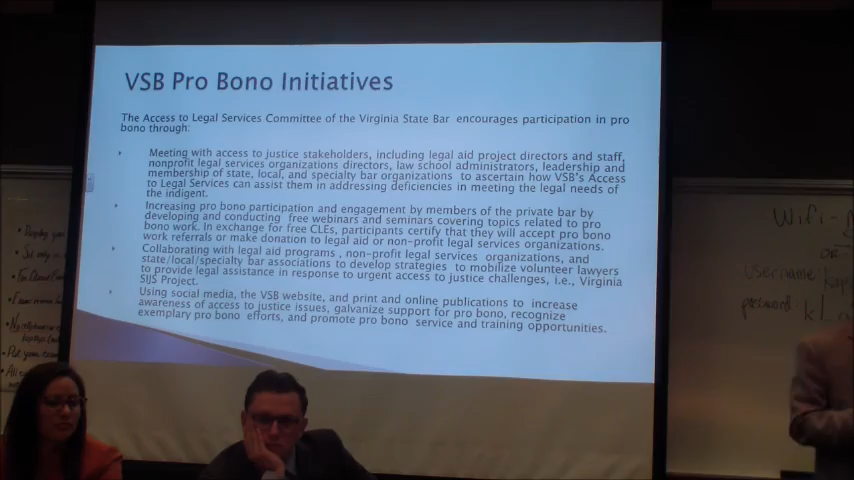 VSB Pro Bono Initiatives
The Access to Legal Services Committee of the Virginia State Bar encourages participation in pro
bono through:
Meeting with access to justice stakeholders, including legal aid project directors and staff,
nonprofit legal services organizations directors, law school administrators, leadership and
membership of state, local, and specialty bar organizations to ascertain how VSB's Access
to Legal Services can assist them in addressing deficiencies in meeting the legal needs of
the indigent.
Increasing pro bono participation and engagement by members of the private bar by
developing and conducting free webinars and seminars covering topics related to pro
bono work. In exchange for free CLEs, participants certify that they will accept pro bono
work referrals or make donation to legal aid or non-profit legal services organizations.
Collaborating with legal aid programs , non-profit legal services organizations, and
state/local/specialty bar associations to develop strategies to mobilize volunteer lawyers
to provide legal assistance in response to urgent access to justice challenges, i.e., Virginia
SIJS Project.
Using social media, the VSB website, and print and online publications to increase
awareness of access to justice issues, galvanize support for pro bono, recognize
exemplary pro bono efforts, and promote pro bono service and training opportunities.
Wifi-
or
username
password